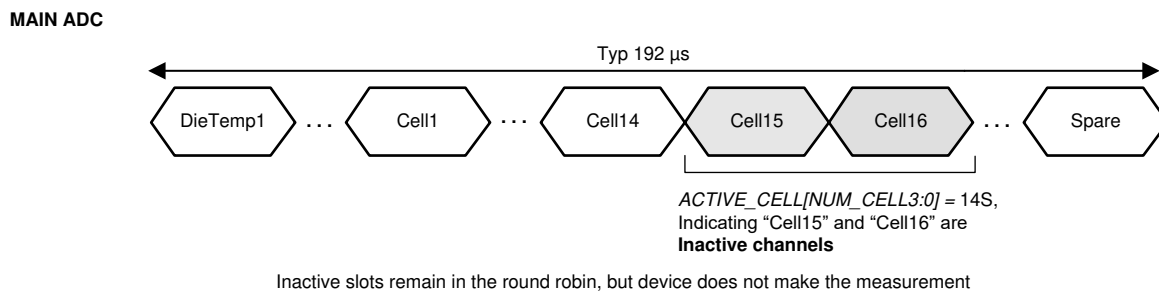 MAIN ADC
Typ 192 µs
DieTemp1 ... Cell1 ... Cell14 Cell15 Cell16 ... Spare
ACTIVE_CELL[NUM_CELL3:0] = 14S,
Indicating “Cell15” and “Cell16” are
Inactive channels
Inactive slots remain in the round robin, but device does not make the measurement